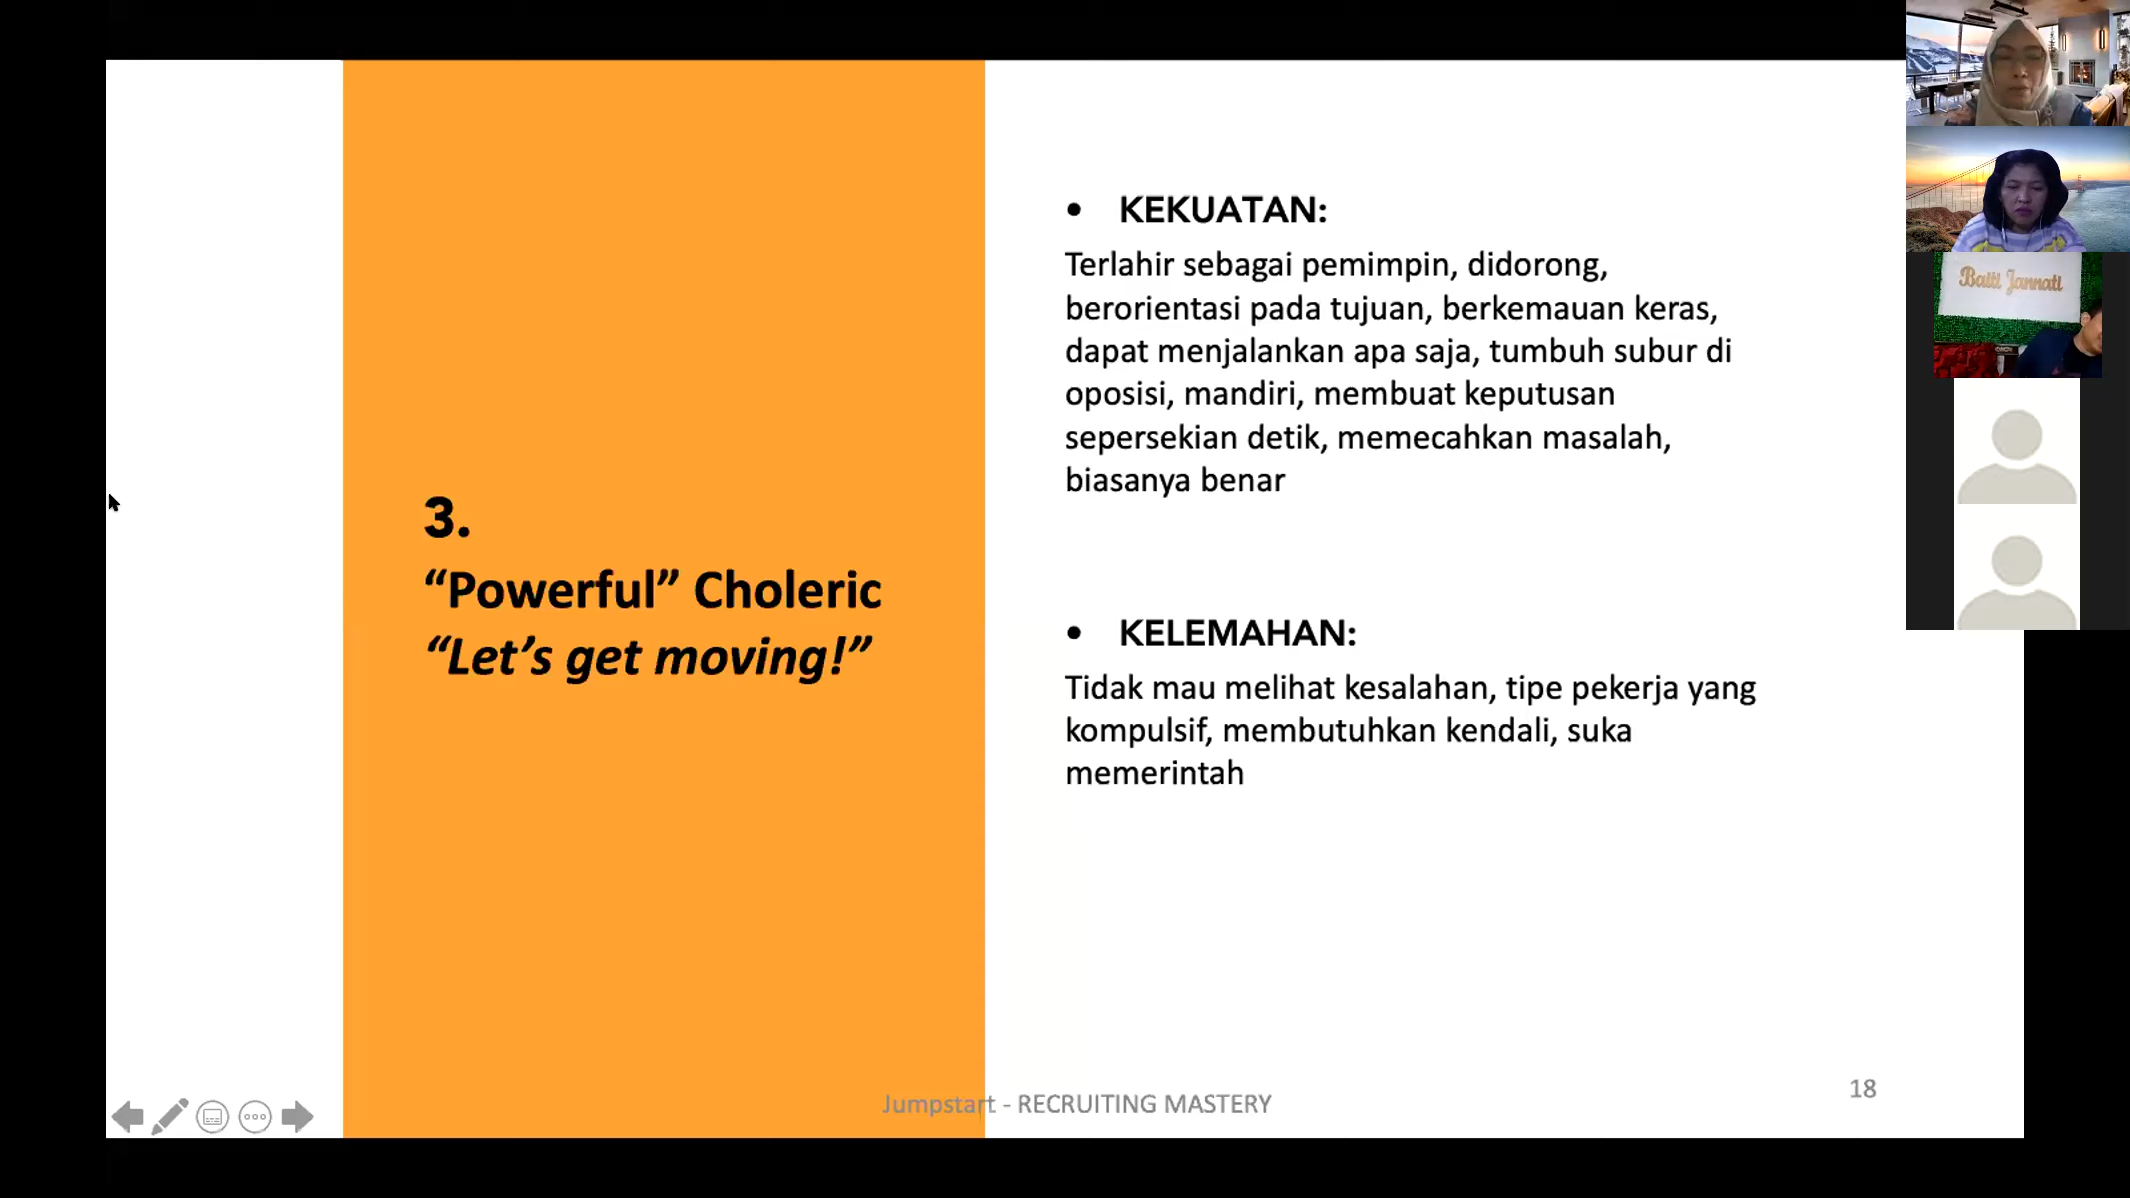 3.
“Powerful” Choleric
“Let’s get moving!”
• KEKUATAN:
Terlahir sebagai pemimpin, didorong,
berorientasi pada tujuan, berkemauan keras,
dapat menjalankan apa saja, tumbuh subur di
oposisi, mandiri, membuat keputusan
sepersekian detik, memecahkan masalah,
biasanya benar
• KELEMAHAN:
Tidak mau melihat kesalahan, tipe pekerja yang
kompulsif, membutuhkan kendali, suka
memerintah
Jumpstart - RECRUITING MASTERY
18
Baiti Jannati